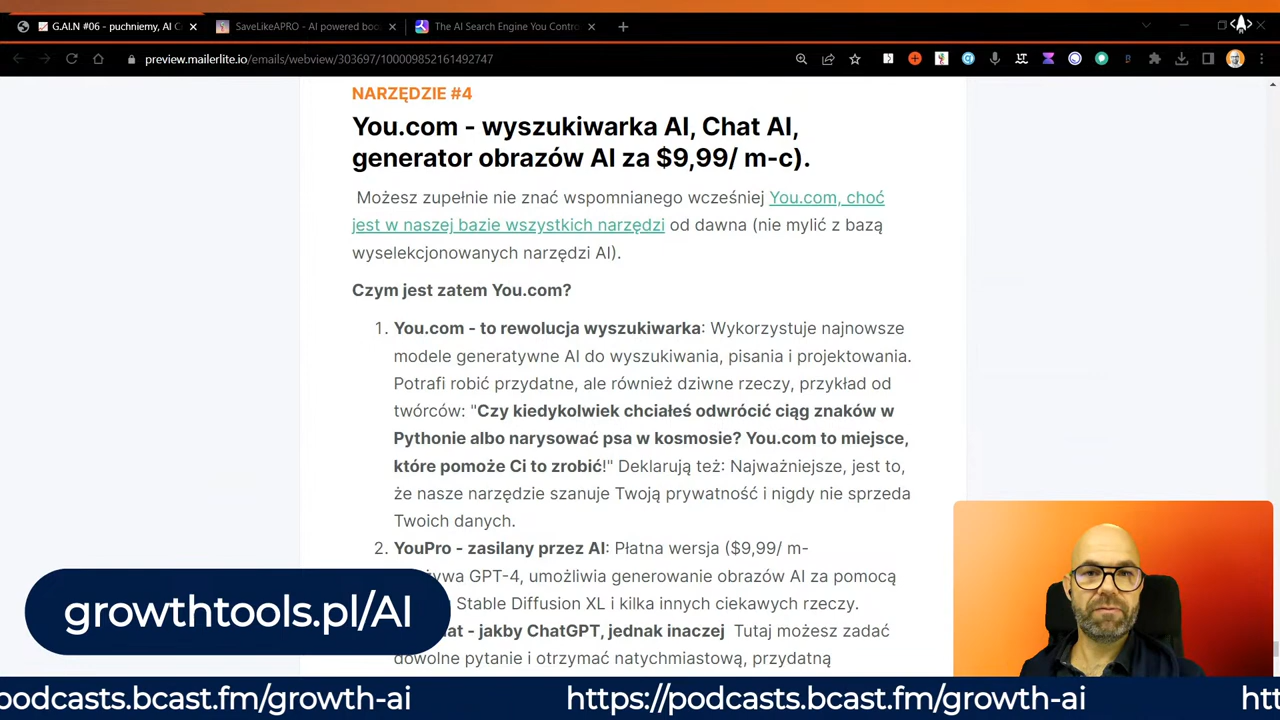 G.AI.N #06 - puchniemy, AI C
SaveLikeAPRO - AI powered boo
The AI Search Engine You Contro
preview.mailerlite.io/emails/webview/303697/100009852161492747
NARZĘDZIE #4
You.com - wyszukiwarka AI, Chat AI,
generator obrazów AI za $9,99/ m-c).
Możesz zupełnie nie znać wspomnianego wcześniej You.com, choć
jest w naszej bazie wszystkich narzędzi od dawna (nie mylić z bazą
wyselekcjonowanych narzędzi AI).
Czym jest zatem You.com?
1. You.com - to rewolucja wyszukiwarka: Wykorzystuje najnowsze
modele generatywne AI do wyszukiwania, pisania i projektowania.
Potrafi robić przydatne, ale również dziwne rzeczy, przykład od
twórców: "Czy kiedykolwiek chciałeś odwrócić ciąg znaków w
Pythonie albo narysować psa w kosmosie? You.com to miejsce,
które pomoże Ci to zrobić!" Deklarują też: Najważniejsze, jest to,
że nasze narzędzie szanuje Twoją prywatność i nigdy nie sprzeda
Twoich danych.
2. YouPro - zasilany przez AI: Płatna wersja ($9,99/ m-
żywa GPT-4, umożliwia generowanie obrazów AI za pomocą
Stable Diffusion XL i kilka innych ciekawych rzeczy.
at - jakby ChatGPT, jednak inaczej Tutaj możesz zadać
dowolne pytanie i otrzymać natychmiastową, przydatną
growthtools.pl/AI
podcasts.bcast.fm/growth-ai https://podcasts.bcast.fm/growth-ai htt